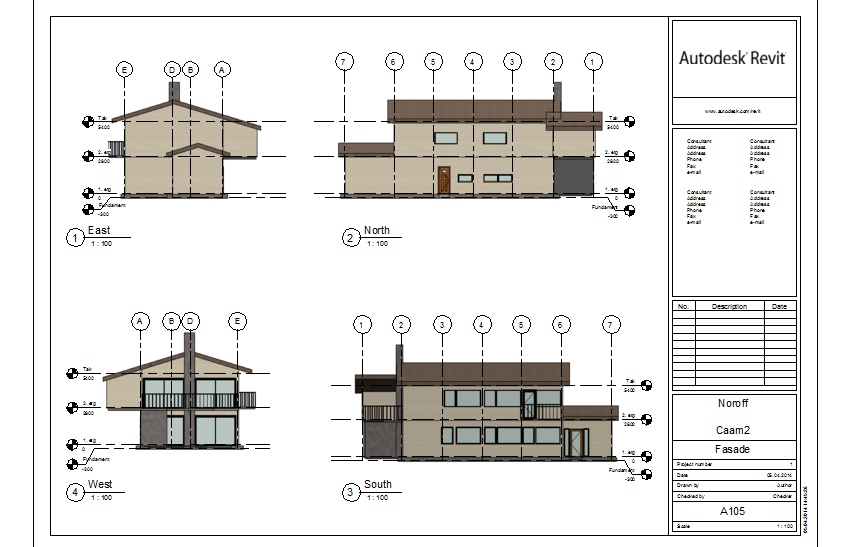 E D B A
Tak
5400
2. etg
2800
1. etg
0
Fundament
-300
1 East
1 : 100
7 6 5 4 3 2 1
Tak
5400
2. etg
2800
1. etg
0
Fundament
-300
2 North
1 : 100
A B D E
Tak
5400
2. etg
2800
1. etg
0
Fundament
-300
4 West
1 : 100
1 2 3 4 5 6 7
Tak
5400
2. etg
2800
1. etg
0
Fundament
-300
3 South
1 : 100
Autodesk® Revit®
www.autodesk.com/revit
Consultant Consultant
Address Address
Address Address
Phone Phone
Fax Fax
e-mail e-mail
Consultant Consultant
Address Address
Address Address
Phone Phone
Fax Fax
e-mail e-mail
No. Description Date
Noroff
Caam2
Fasade
Project number 1
Date 05.04.2014
Drawn by Author
Checked by Checker
A105
Scale 1 : 100